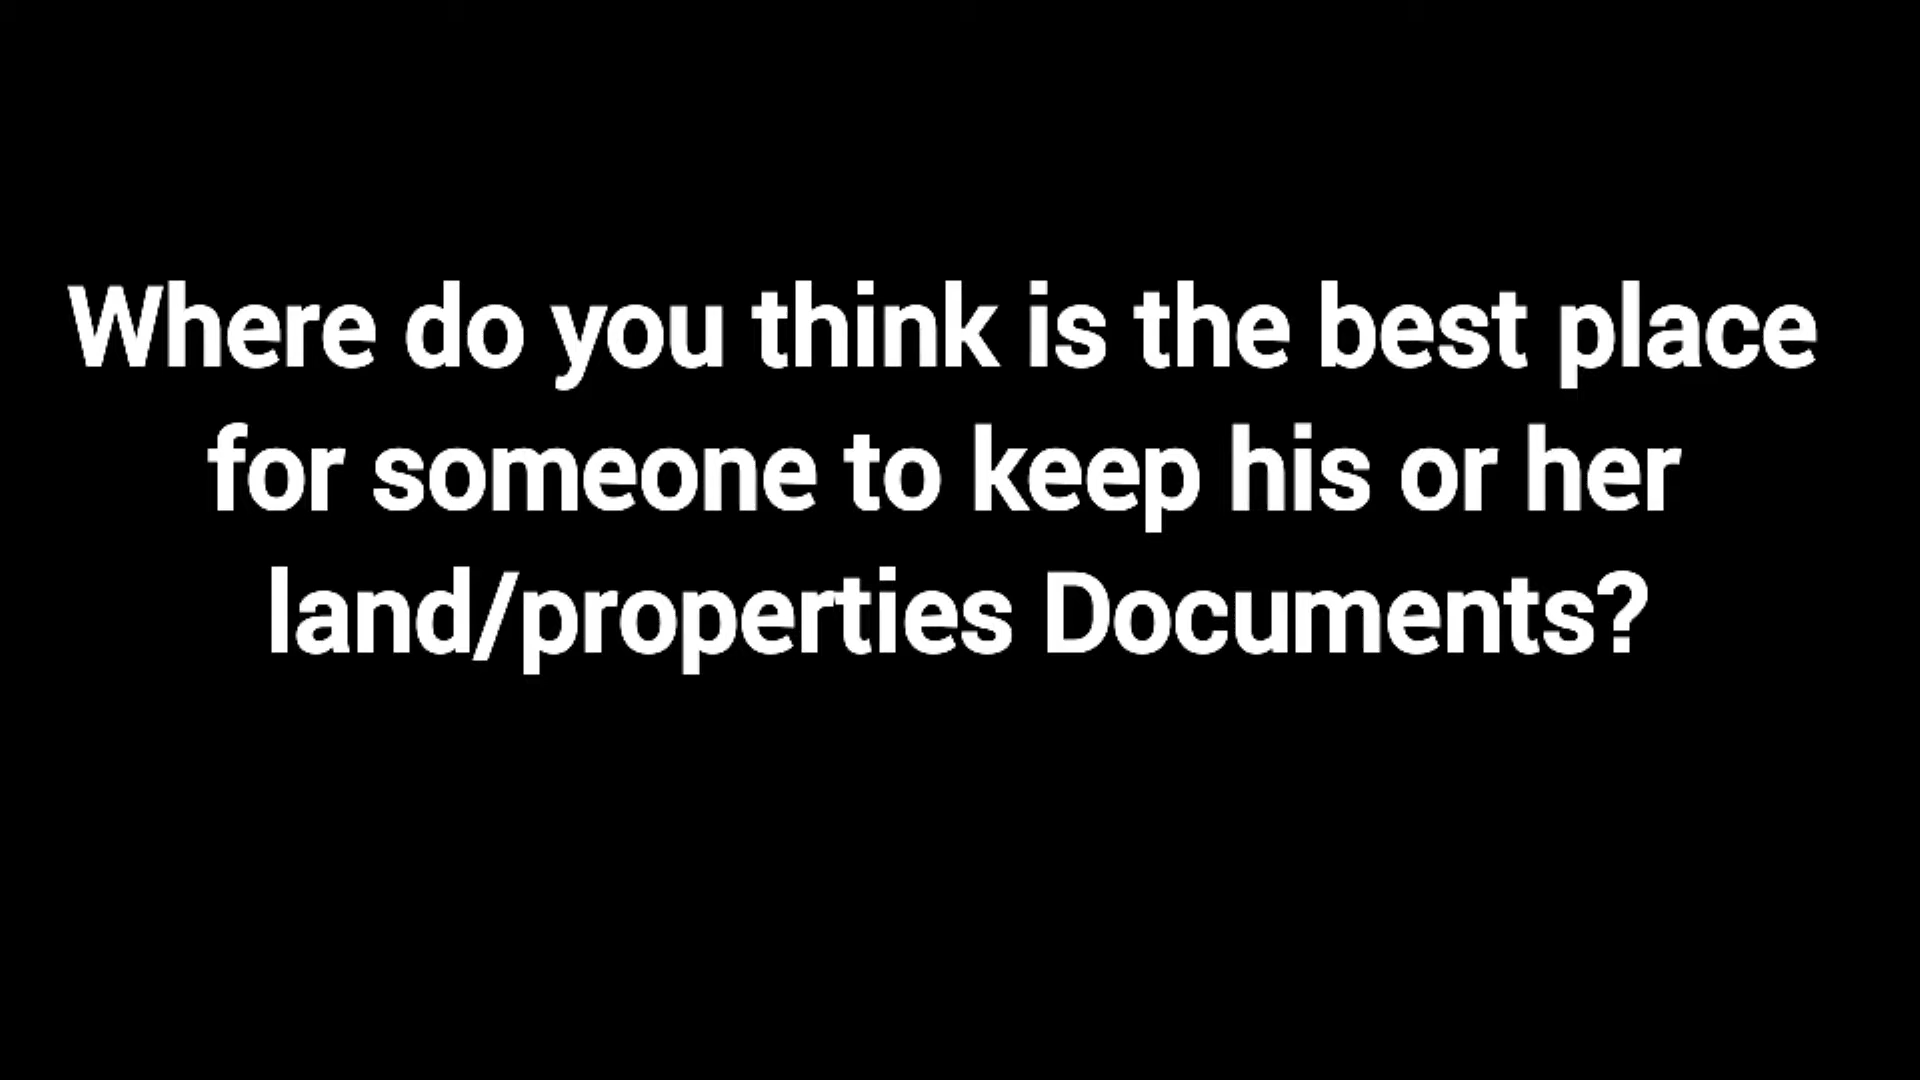 Where do you think is the best place
for someone to keep his or her
land/properties Documents?